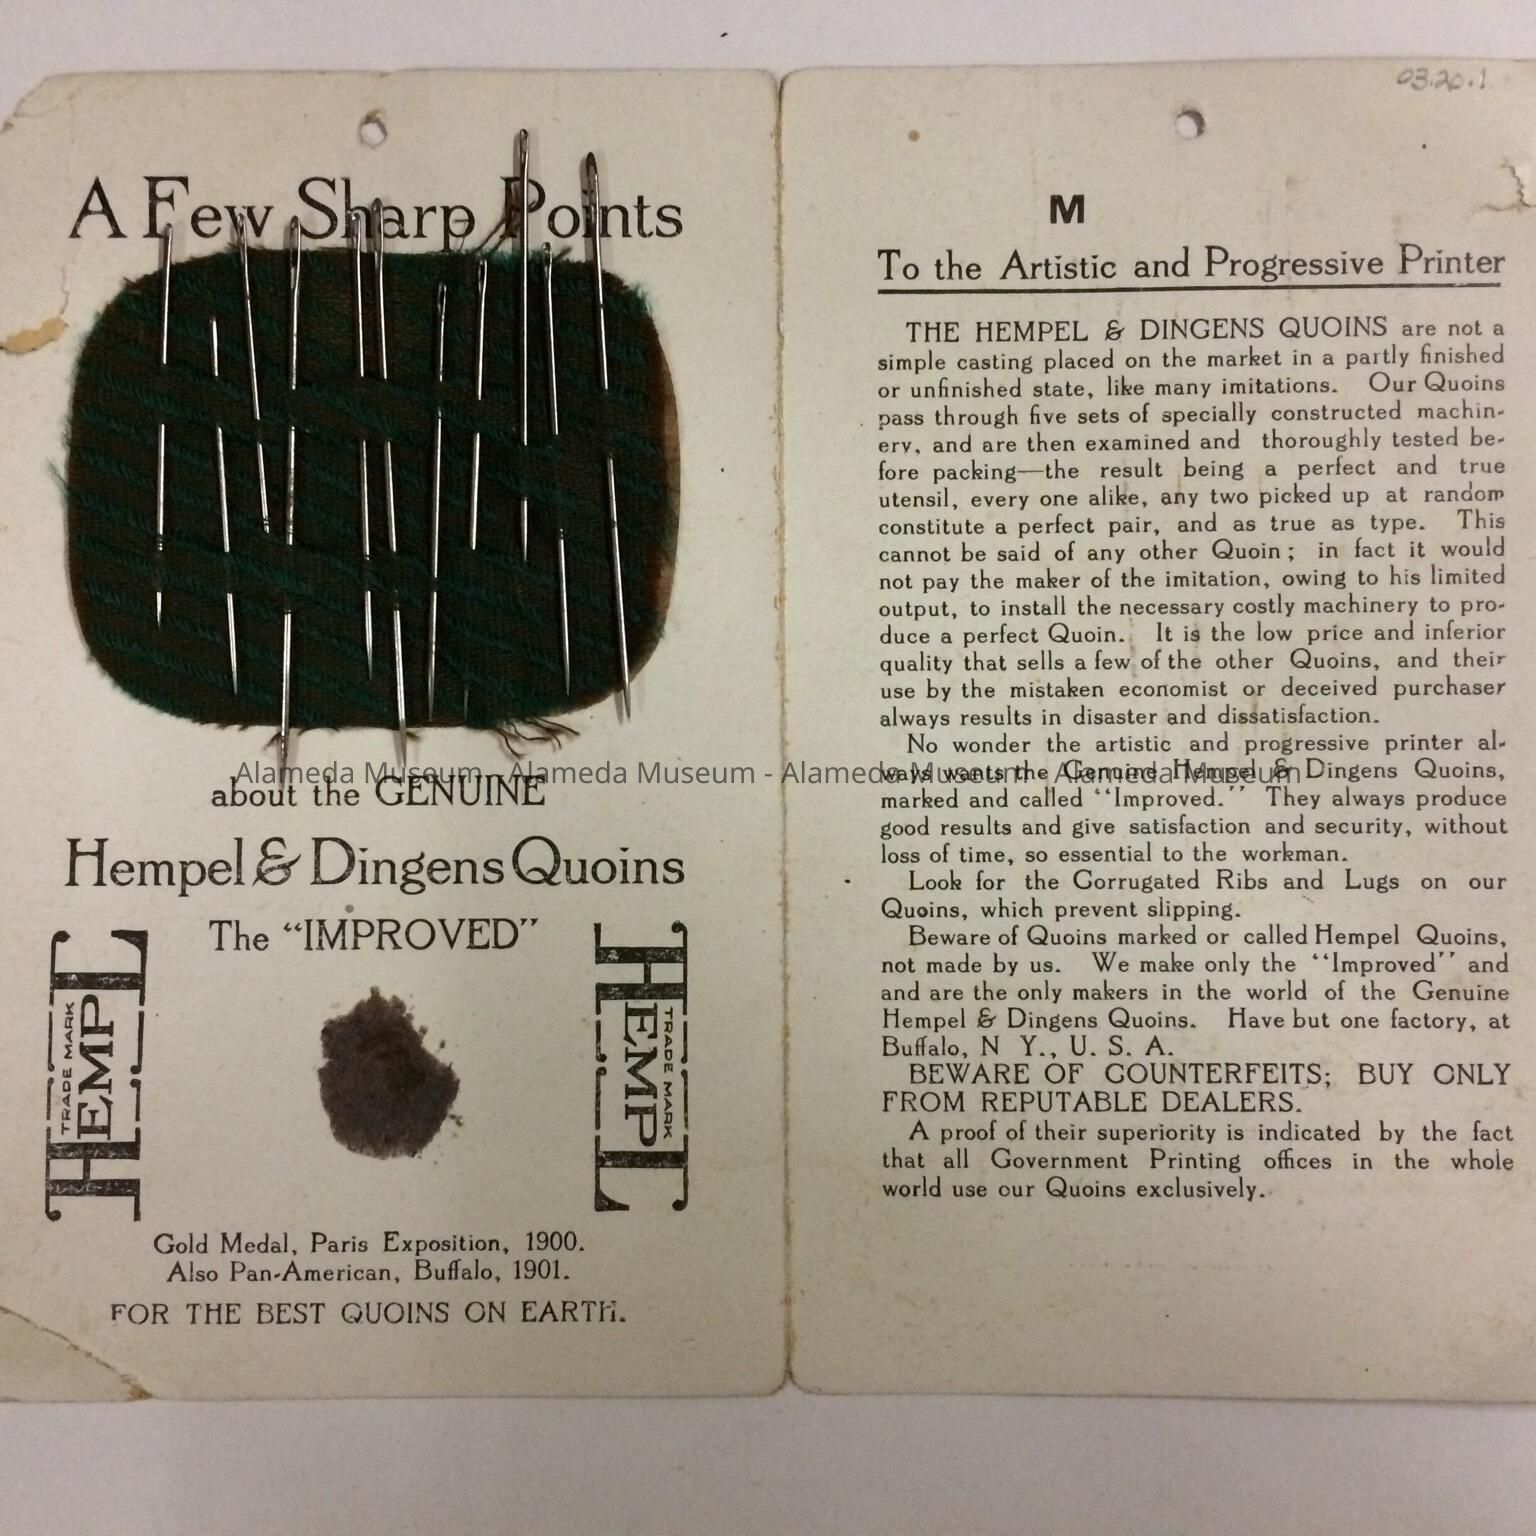 A Few Sharp Points
about the GENUINE
Hempel & Dingens Quoins
The "IMPROVED"
HEMPEL
TRADE MARK
HEMPEL
TRADE MARK
Gold Medal, Paris Exposition, 1900.
Also Pan-American, Buffalo, 1901.
FOR THE BEST QUOINS ON EARTH.
03.20.1
M
To the Artistic and Progressive Printer
THE HEMPEL & DINGENS QUOINS are not a
simple casting placed on the market in a partly finished
or unfinished state, like many imitations. Our Quoins
pass through five sets of specially constructed machin-
ery, and are then examined and thoroughly tested be-
fore packing—the result being a perfect and true
utensil, every one alike, any two picked up at random
constitute a perfect pair, and as true as type. This
cannot be said of any other Quoin; in fact it would
not pay the maker of the imitation, owing to his limited
output, to install the necessary costly machinery to pro-
duce a perfect Quoin. It is the low price and inferior
quality that sells a few of the other Quoins, and their
use by the mistaken economist or deceived purchaser
always results in disaster and dissatisfaction.
No wonder the artistic and progressive printer al-
ways wants the Genuine Hempel & Dingens Quoins,
marked and called "Improved." They always produce
good results and give satisfaction and security, without
loss of time, so essential to the workman.
Look for the Corrugated Ribs and Lugs on our
Quoins, which prevent slipping.
Beware of Quoins marked or called Hempel Quoins,
not made by us. We make only the "Improved" and
and are the only makers in the world of the Genuine
Hempel & Dingens Quoins. Have but one factory, at
Buffalo, N Y., U. S. A.
BEWARE OF COUNTERFEITS; BUY ONLY
FROM REPUTABLE DEALERS.
A proof of their superiority is indicated by the fact
that all Government Printing offices in the whole
world use our Quoins exclusively.
Alameda Museum - Alameda Museum - Alameda Museum - Alameda Museum